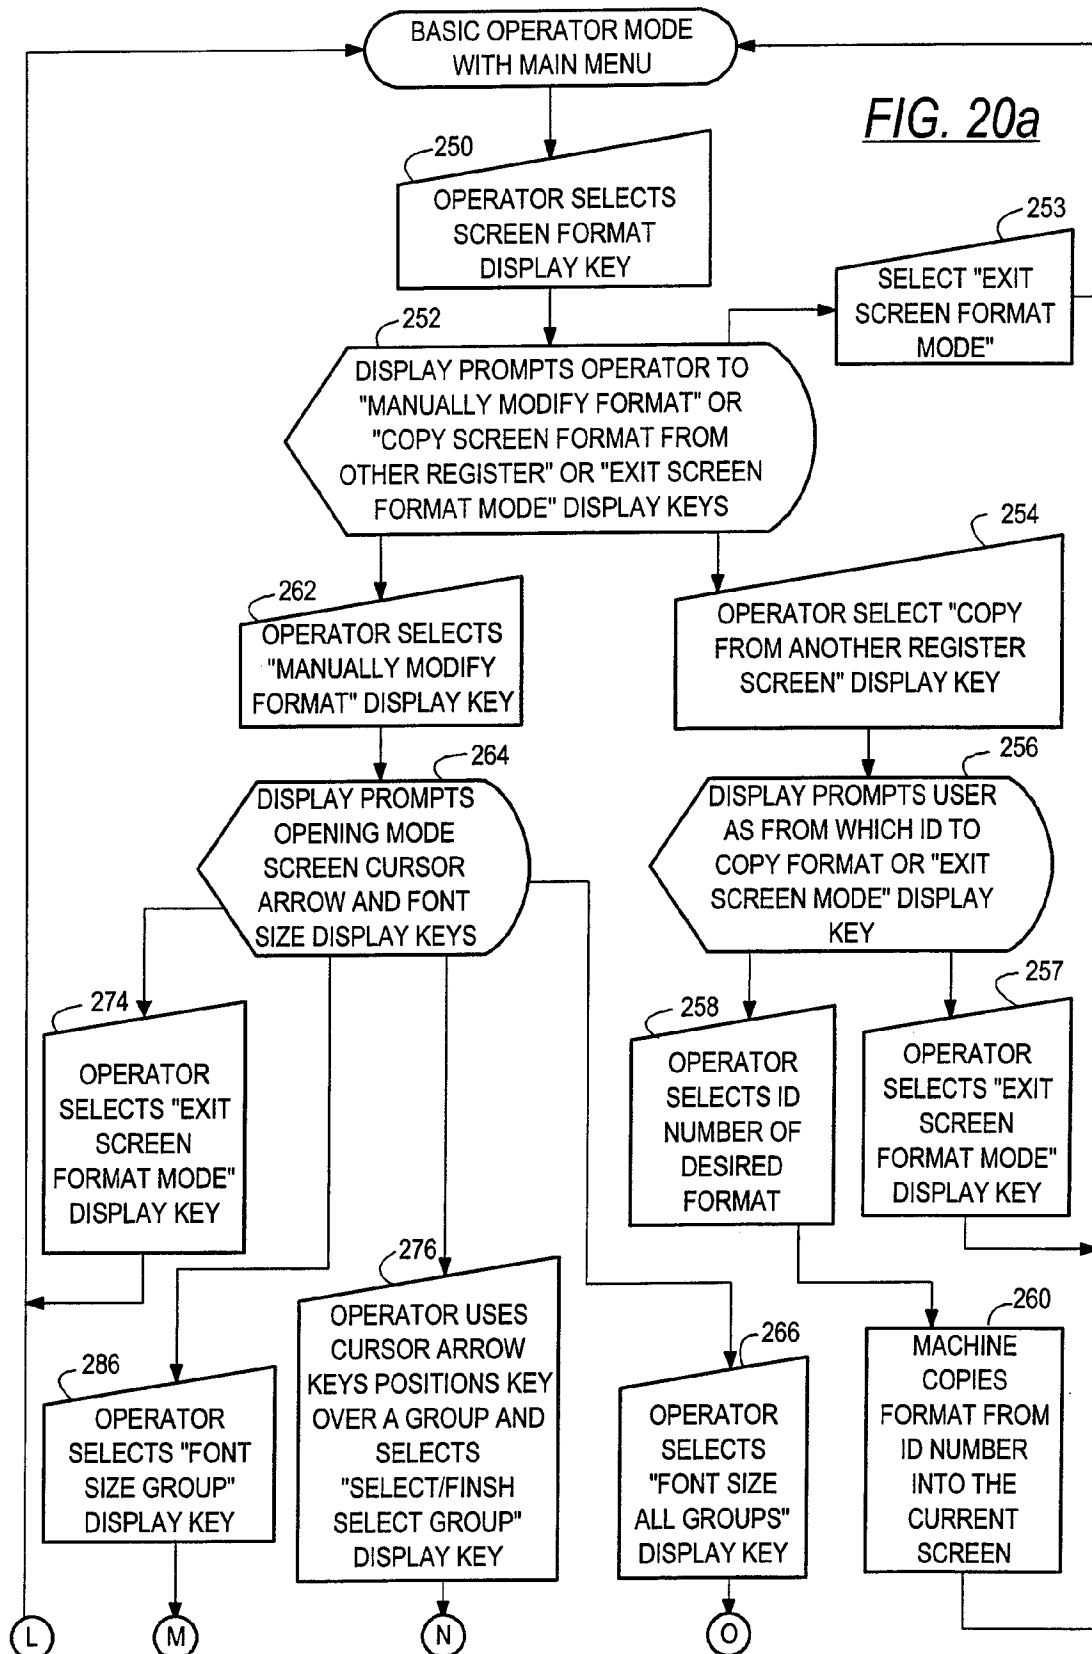 BASIC OPERATOR MODE
WITH MAIN MENU
FIG. 20a
250
OPERATOR SELECTS
SCREEN FORMAT
DISPLAY KEY
253
SELECT "EXIT
SCREEN FORMAT
MODE"
252
DISPLAY PROMPTS OPERATOR TO
"MANUALLY MODIFY FORMAT" OR
"COPY SCREEN FORMAT FROM
OTHER REGISTER" OR "EXIT SCREEN
FORMAT MODE" DISPLAY KEYS
254
OPERATOR SELECT "COPY
FROM ANOTHER REGISTER
SCREEN" DISPLAY KEY
262
OPERATOR SELECTS
"MANUALLY MODIFY
FORMAT" DISPLAY KEY
264
DISPLAY PROMPTS
OPENING MODE
SCREEN CURSOR
ARROW AND FONT
SIZE DISPLAY KEYS
256
DISPLAY PROMPTS USER
AS FROM WHICH ID TO
COPY FORMAT OR "EXIT
SCREEN MODE" DISPLAY
KEY
274
OPERATOR
SELECTS "EXIT
SCREEN
FORMAT MODE"
DISPLAY KEY
258
OPERATOR
SELECTS ID
NUMBER OF
DESIRED
FORMAT
257
OPERATOR
SELECTS "EXIT
SCREEN
FORMAT MODE"
DISPLAY KEY
286
OPERATOR
SELECTS "FONT
SIZE GROUP"
DISPLAY KEY
276
OPERATOR USES
CURSOR ARROW
KEYS POSITIONS KEY
OVER A GROUP AND
SELECTS
"SELECT/FINSH
SELECT GROUP"
DISPLAY KEY
266
OPERATOR
SELECTS
"FONT SIZE
ALL GROUPS"
DISPLAY KEY
260
MACHINE
COPIES
FORMAT FROM
ID NUMBER
INTO THE
CURRENT
SCREEN
L
M
N
O